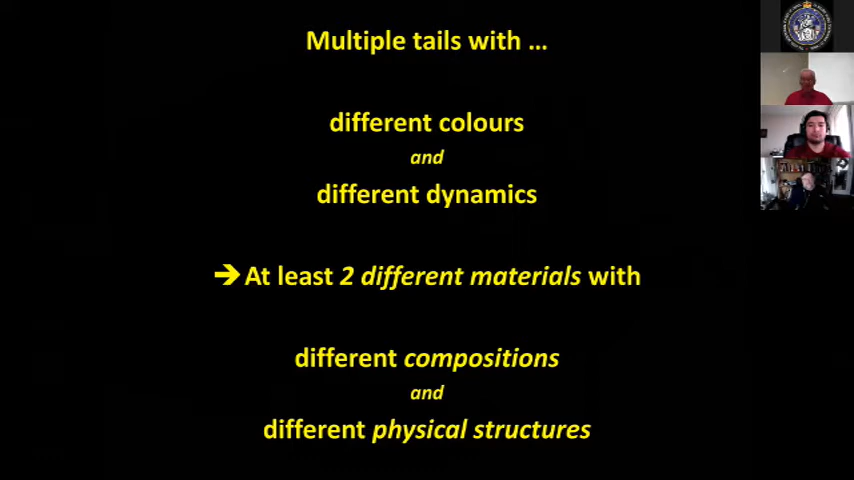 Multiple tails with ...
different colours
and
different dynamics
➔ At least 2 different materials with
different compositions
and
different physical structures